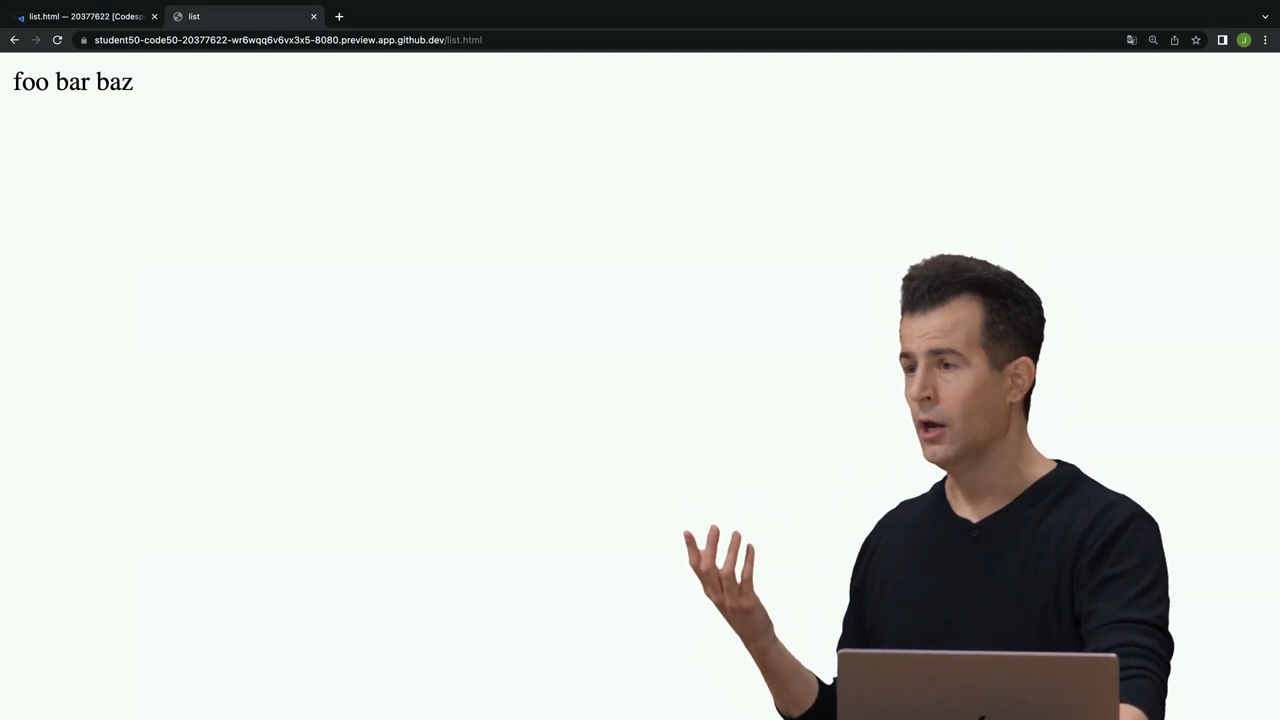 list.html — 20377622 [Codesp
list
student50-code50-20377622-wr6wqq6v6vx3x5-8080.preview.app.github.dev/list.html
J
foo bar baz